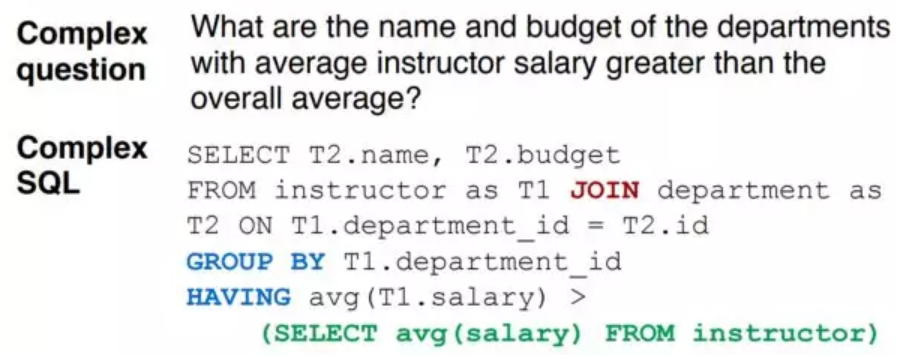 Complex question
What are the name and budget of the departments
with average instructor salary greater than the
overall average?
Complex SQL
SELECT T2.name, T2.budget
FROM instructor as T1 JOIN department as
T2 ON T1.department_id = T2.id
GROUP BY T1.department_id
HAVING avg(T1.salary) >
(SELECT avg(salary) FROM instructor)